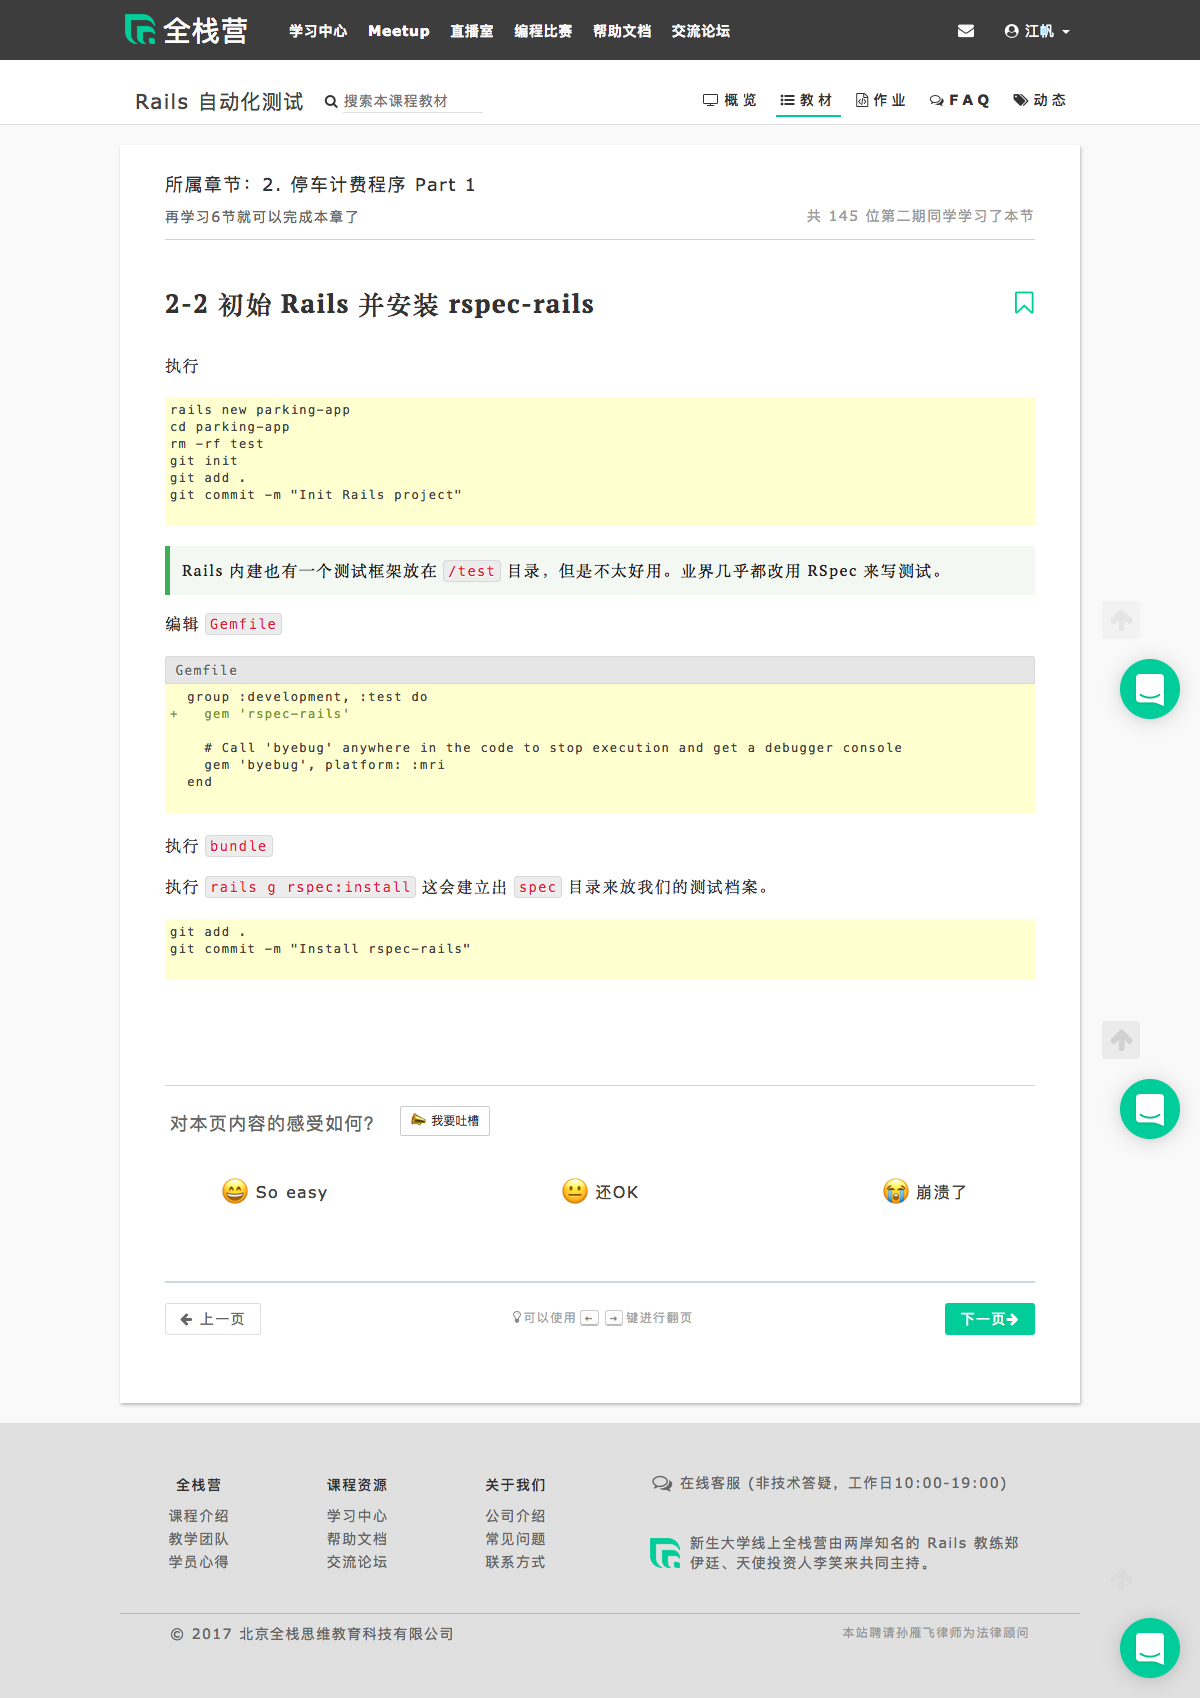 全栈营 学习中心 Meetup 直播室 编程比赛 帮助文档 交流论坛 江帆
Rails 自动化测试 搜索本课程教材 概览 教材 作业 FAQ 动态
所属章节：2. 停车计费程序 Part 1
再学习6节就可以完成本章了 共 145 位第二期同学学习了本节
2-2 初始 Rails 并安装 rspec-rails
执行
rails new parking-app
cd parking-app
rm -rf test
git init
git add .
git commit -m "Init Rails project"
Rails 内建也有一个测试框架放在 /test 目录，但是不太好用。业界几乎都改用 RSpec 来写测试。
编辑 Gemfile
Gemfile
group :development, :test do
+ gem 'rspec-rails'
# Call 'byebug' anywhere in the code to stop execution and get a debugger console
gem 'byebug', platform: :mri
end
执行 bundle
执行 rails g rspec:install 这会建立出 spec 目录来放我们的测试档案。
git add .
git commit -m "Install rspec-rails"
对本页内容的感受如何？ 我要吐槽
So easy 还OK 崩溃了
上一页 可以使用 ← → 键进行翻页 下一页
全栈营 课程资源 关于我们 在线客服 (非技术答疑，工作日10:00-19:00)
课程介绍 学习中心 公司介绍
教学团队 帮助文档 常见问题 新生大学线上全栈营由两岸知名的 Rails 教练郑
学员心得 交流论坛 联系方式 伊廷、天使投资人李笑来共同主持。
© 2017 北京全栈思维教育科技有限公司 本站聘请孙雁飞律师为法律顾问